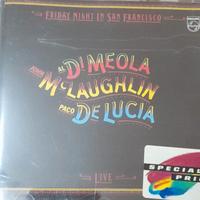 FRIDAY NIGHT IN SAN FRANCISCO
PHILIPS
AL DI MEOLA
JOHN McLAUGHLIN
PACO DE LUCIA
LIVE
SPECIAL
PRI